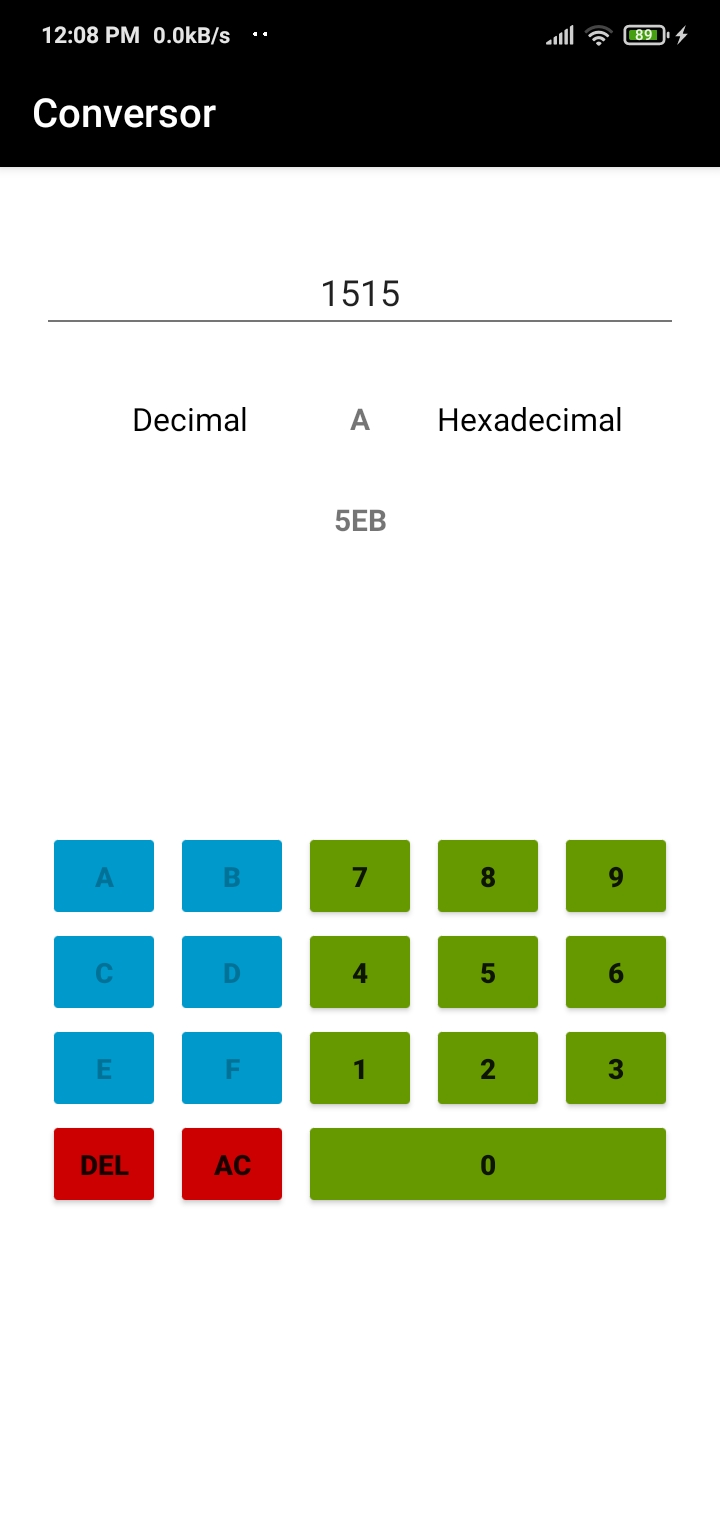 12:08 PM 0.0kB/s 89
Conversor
1515
Decimal A Hexadecimal
5EB
A B 7 8 9
C D 4 5 6
E F 1 2 3
DEL AC 0